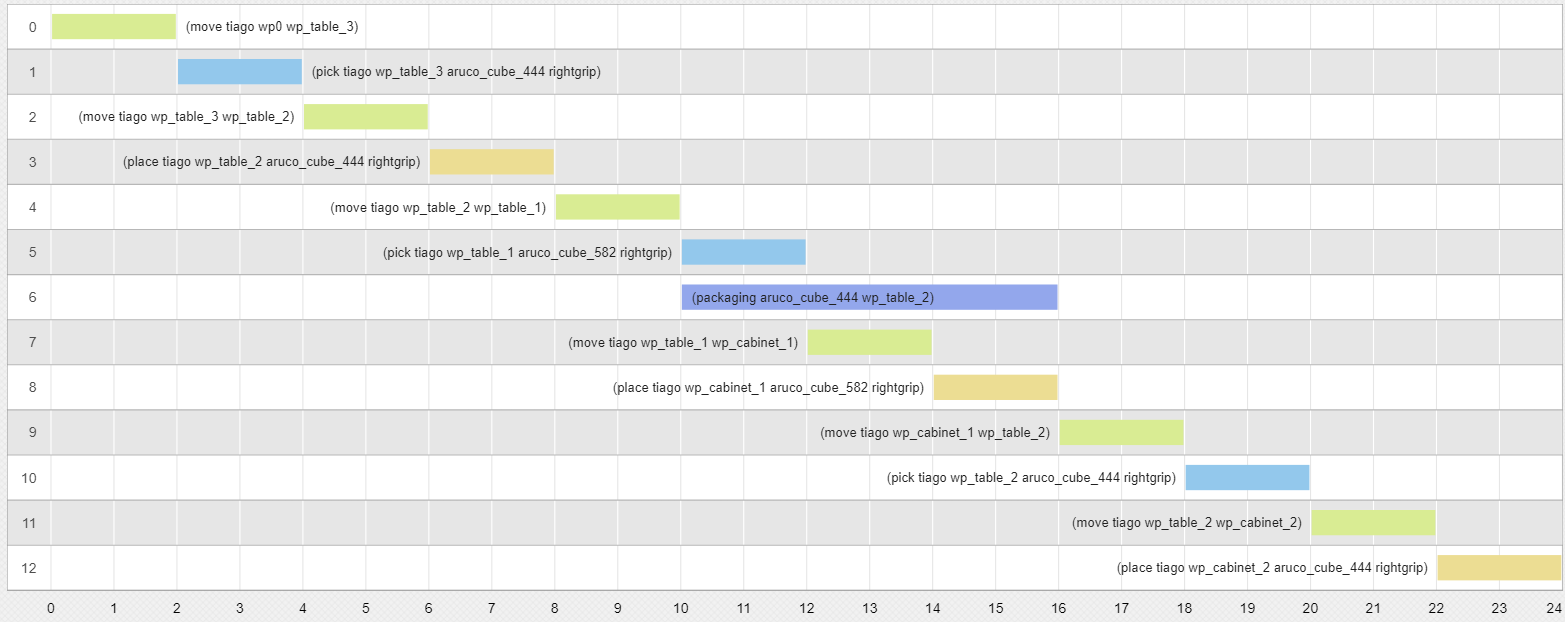 0 (move tiago wp0 wp_table_3)
1 (pick tiago wp_table_3 aruco_cube_444 rightgrip)
2 (move tiago wp_table_3 wp_table_2)
3 (place tiago wp_table_2 aruco_cube_444 rightgrip)
4 (move tiago wp_table_2 wp_table_1)
5 (pick tiago wp_table_1 aruco_cube_582 rightgrip)
6 (packaging aruco_cube_444 wp_table_2)
7 (move tiago wp_table_1 wp_cabinet_1)
8 (place tiago wp_cabinet_1 aruco_cube_582 rightgrip)
9 (move tiago wp_cabinet_1 wp_table_2)
10 (pick tiago wp_table_2 aruco_cube_444 rightgrip)
11 (move tiago wp_table_2 wp_cabinet_2)
12 (place tiago wp_cabinet_2 aruco_cube_444 rightgrip)
0 1 2 3 4 5 6 7 8 9 10 11 12 13 14 15 16 17 18 19 20 21 22 23 24